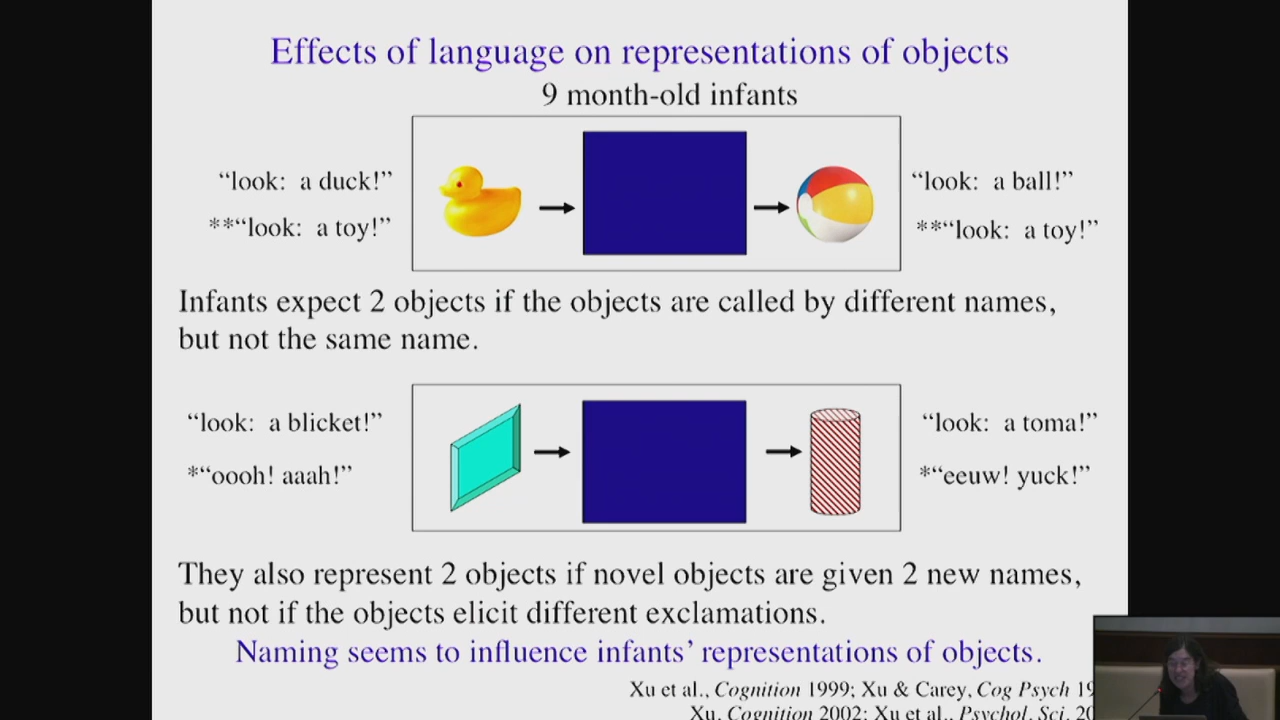 Effects of language on representations of objects
9 month-old infants
“look: a duck!”
“look: a ball!”
**“look: a toy!”
**“look: a toy!”
Infants expect 2 objects if the objects are called by different names,
but not the same name.
“look: a blicket!”
“look: a toma!”
*“oooh! aaah!”
*“eeuw! yuck!”
They also represent 2 objects if novel objects are given 2 new names,
but not if the objects elicit different exclamations.
Naming seems to influence infants’ representations of objects.
Xu et al., Cognition 1999; Xu & Carey, Cog Psych 19
Xu, Cognition 2002; Xu et al., Psychol. Sci. 20